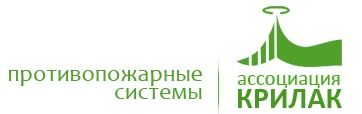 противопожарные
системы
ассоциация
КРИЛАК